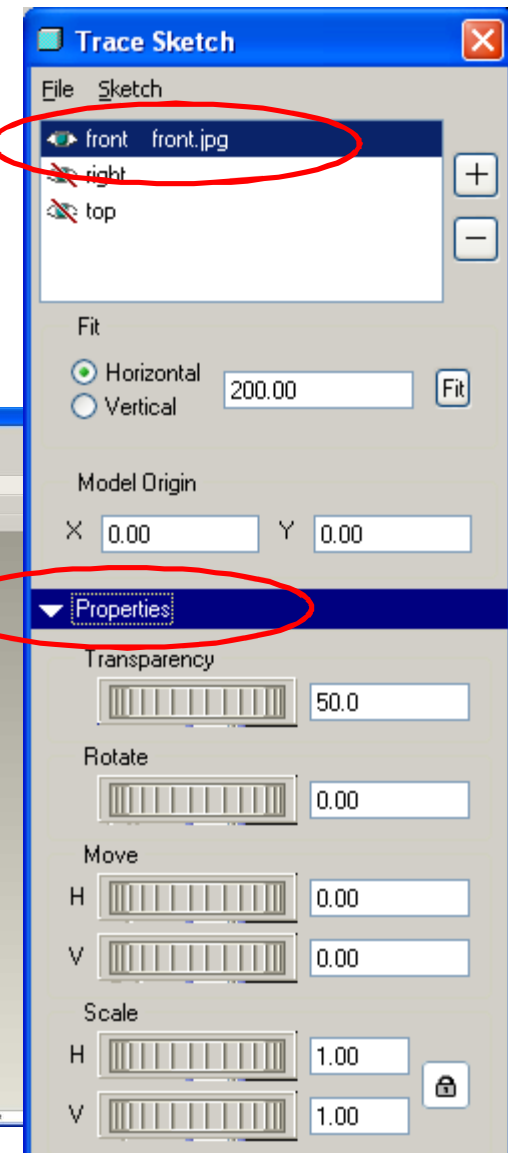 Trace Sketch
File Sketch
front front.jpg
right
top
+
−
Fit
Horizontal
200.00 Fit
Vertical
Model Origin
X 0.00 Y 0.00
Properties
Transparency
50.0
Rotate
0.00
Move
H 0.00
V 0.00
Scale
H 1.00
V 1.00